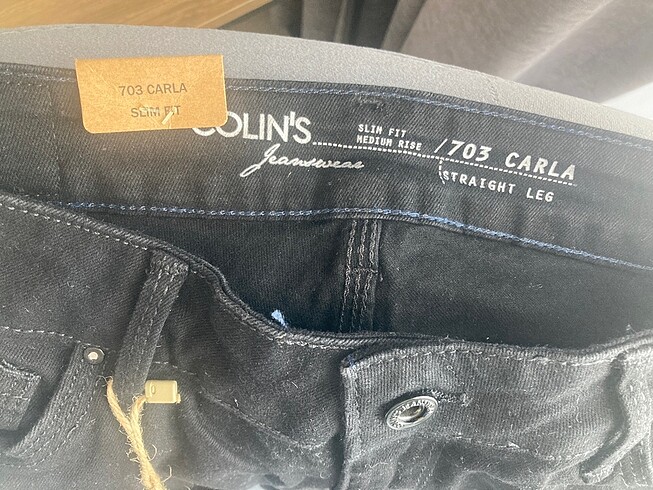 703 CARLA
SLIM FIT
COLIN'S
Jeanswear
SLIM FIT
MEDIUM RISE
/703 CARLA
STRAIGHT LEG